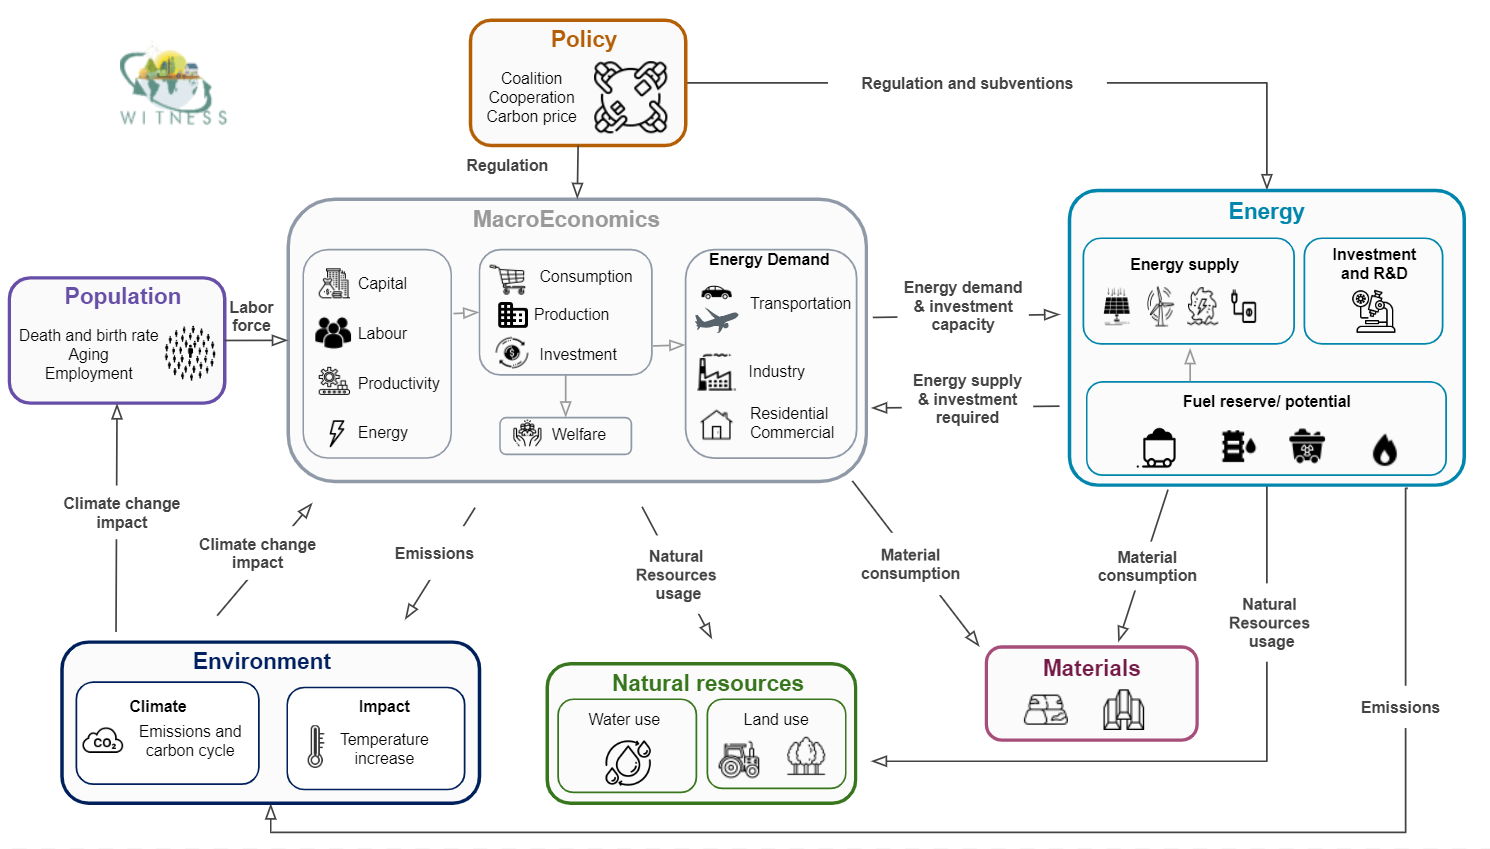 WITNESS
Policy
Coalition
Cooperation
Carbon price
Regulation and subventions
Regulation
MacroEconomics
Capital
Labour
Productivity
Energy
Consumption
Production
Investment
Welfare
Energy Demand
Transportation
Industry
Residential
Commercial
Population
Death and birth rate
Aging
Employment
Labor
force
Energy demand
& investment
capacity
Energy supply
& investment
required
Energy
Energy supply
Investment
and R&D
Fuel reserve/ potential
Climate change
impact
Climate change
impact
Emissions
Natural
Resources
usage
Material
consumption
Material
consumption
Natural
Resources
usage
Emissions
Environment
Climate
CO₂
Emissions and
carbon cycle
Impact
Temperature
increase
Natural resources
Water use
Land use
Materials